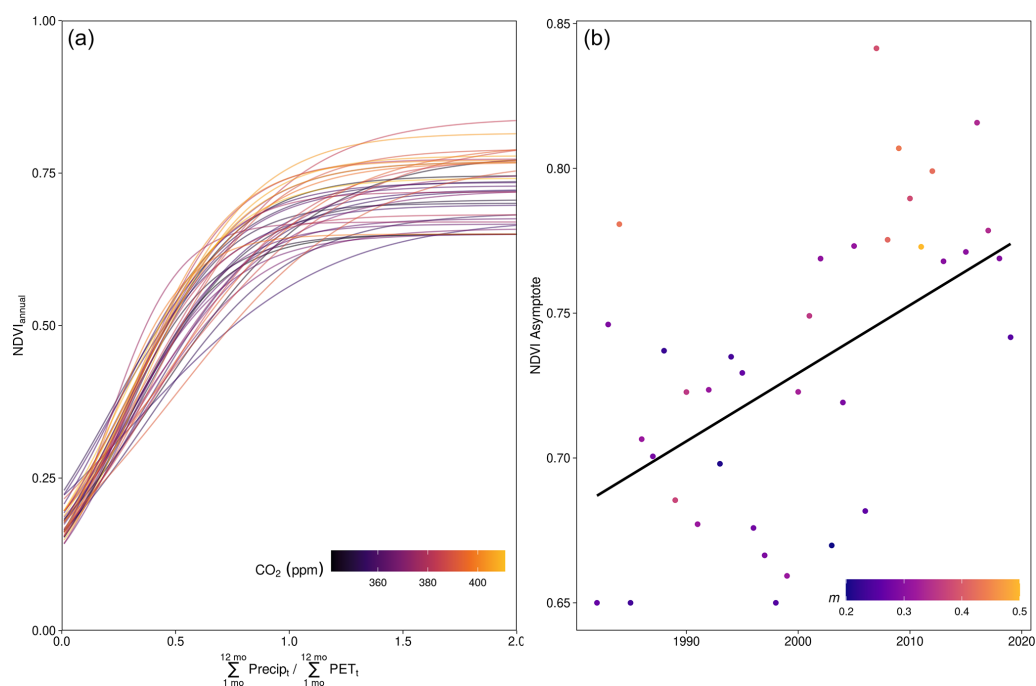 (a)
1.00
0.75
0.50
0.25
0.00
NDVIannual
CO2 (ppm)
360 380 400
0.0 0.5 1.0 1.5 2.0
12 mo 12 mo
∑ Precipt / ∑ PETt
1 mo 1 mo
(b)
0.85
0.80
0.75
0.70
0.65
NDVI Asymptote
m
0.2 0.3 0.4 0.5
1990 2000 2010 2020